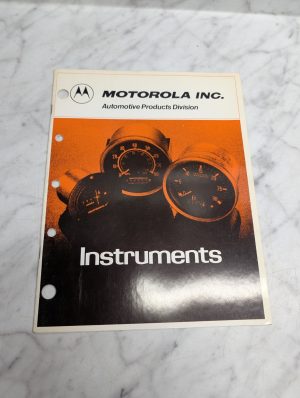 MOTOROLA INC.
Automotive Products Division
Instruments